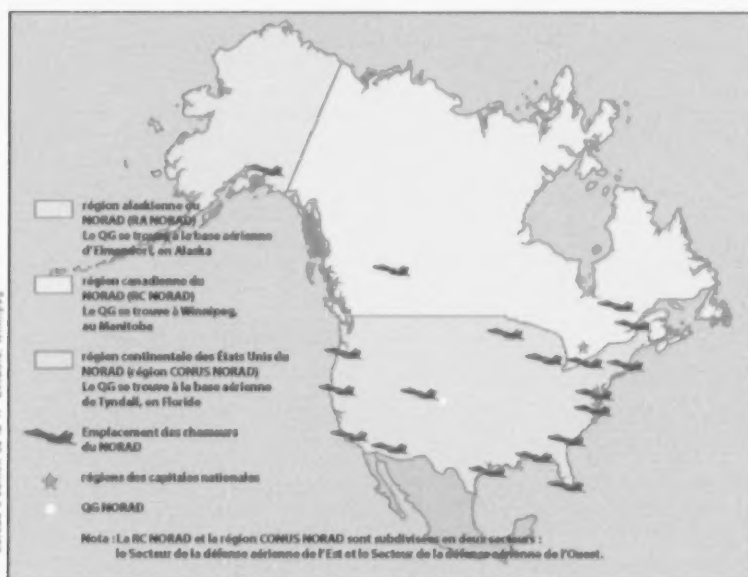 région alaskienne du
NORAD (RA NORAD)
Le QG se trouve à la base aérienne
d'Elmendorf, en Alaska
région canadienne du
NORAD (RC NORAD)
Le QG se trouve à Winnipeg,
au Manitoba
région continentale des États Unis du
NORAD (région CONUS NORAD)
Le QG se trouve à la base aérienne
de Tyndall, en Floride
Emplacement des chasseurs
du NORAD
régions des capitales nationales
QG NORAD
Nota : La RC NORAD et la région CONUS NORAD sont subdivisées en deux secteurs :
le Secteur de la défense aérienne de l'Est et le Secteur de la défense aérienne de l'Ouest.